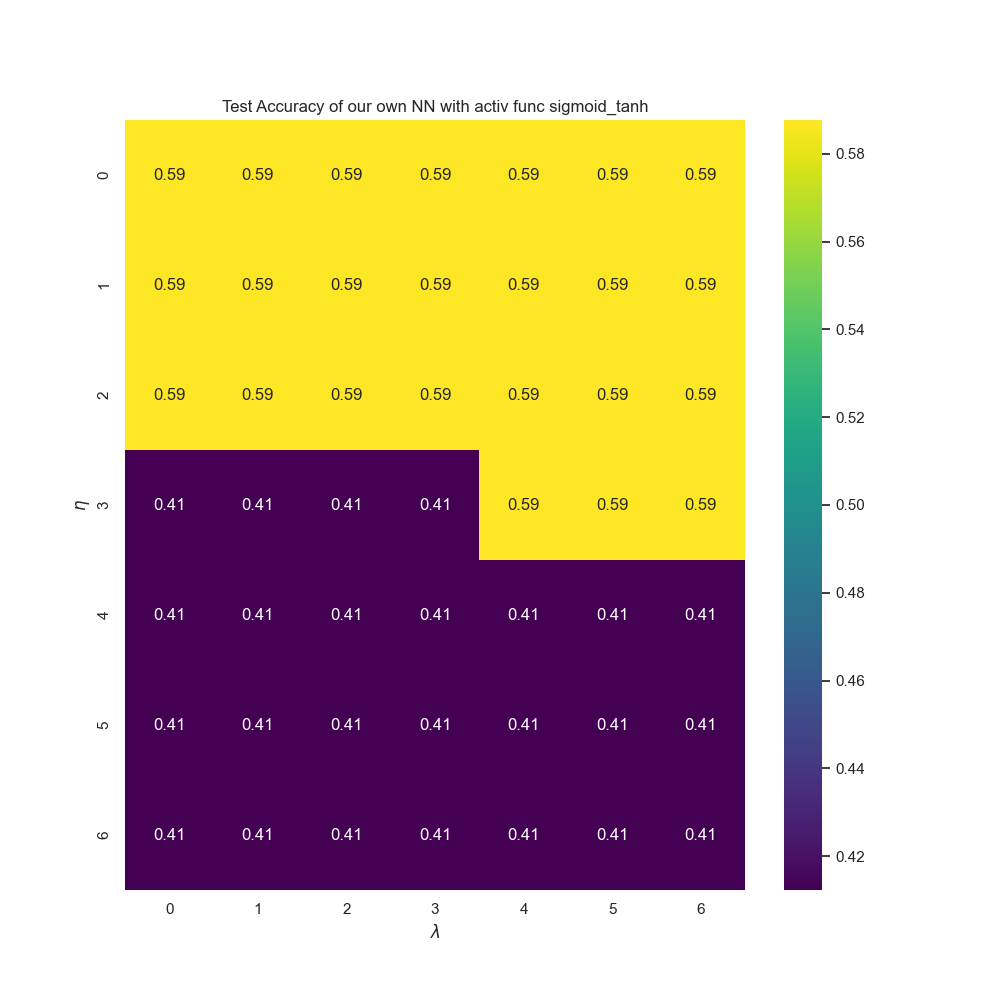 Test Accuracy of our own NN with activ func sigmoid_tanh
0 0.59 0.59 0.59 0.59 0.59 0.59 0.59
1 0.59 0.59 0.59 0.59 0.59 0.59 0.59
2 0.59 0.59 0.59 0.59 0.59 0.59 0.59
η
3 0.41 0.41 0.41 0.41 0.59 0.59 0.59
4 0.41 0.41 0.41 0.41 0.41 0.41 0.41
5 0.41 0.41 0.41 0.41 0.41 0.41 0.41
6 0.41 0.41 0.41 0.41 0.41 0.41 0.41
0 1 2 3 4 5 6
λ
0.58
0.56
0.54
0.52
0.50
0.48
0.46
0.44
0.42